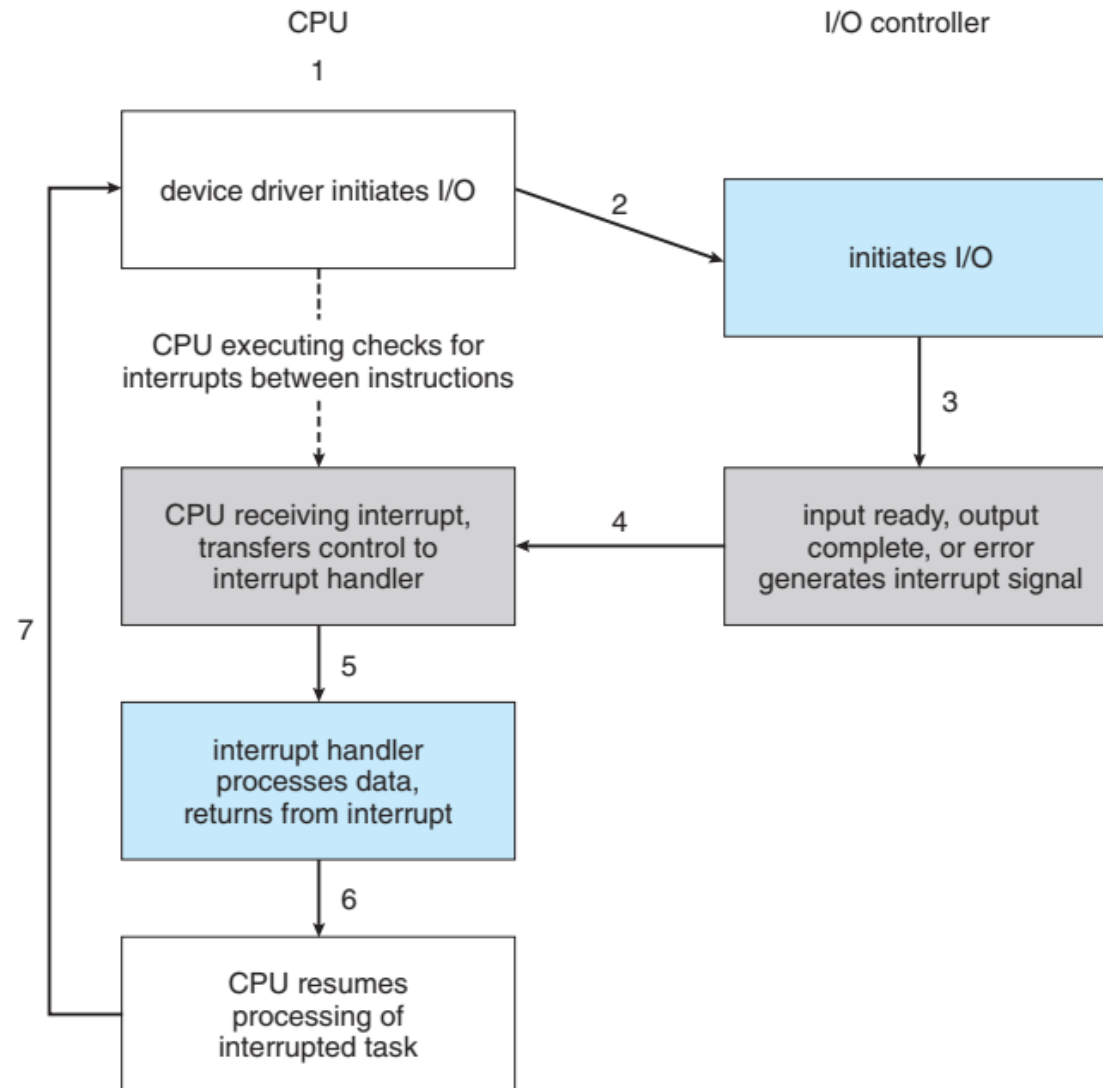 CPU
I/O controller
1
device driver initiates I/O
2
initiates I/O
CPU executing checks for
interrupts between instructions
3
CPU receiving interrupt,
transfers control to
interrupt handler
4
input ready, output
complete, or error
generates interrupt signal
7
5
interrupt handler
processes data,
returns from interrupt
6
CPU resumes
processing of
interrupted task